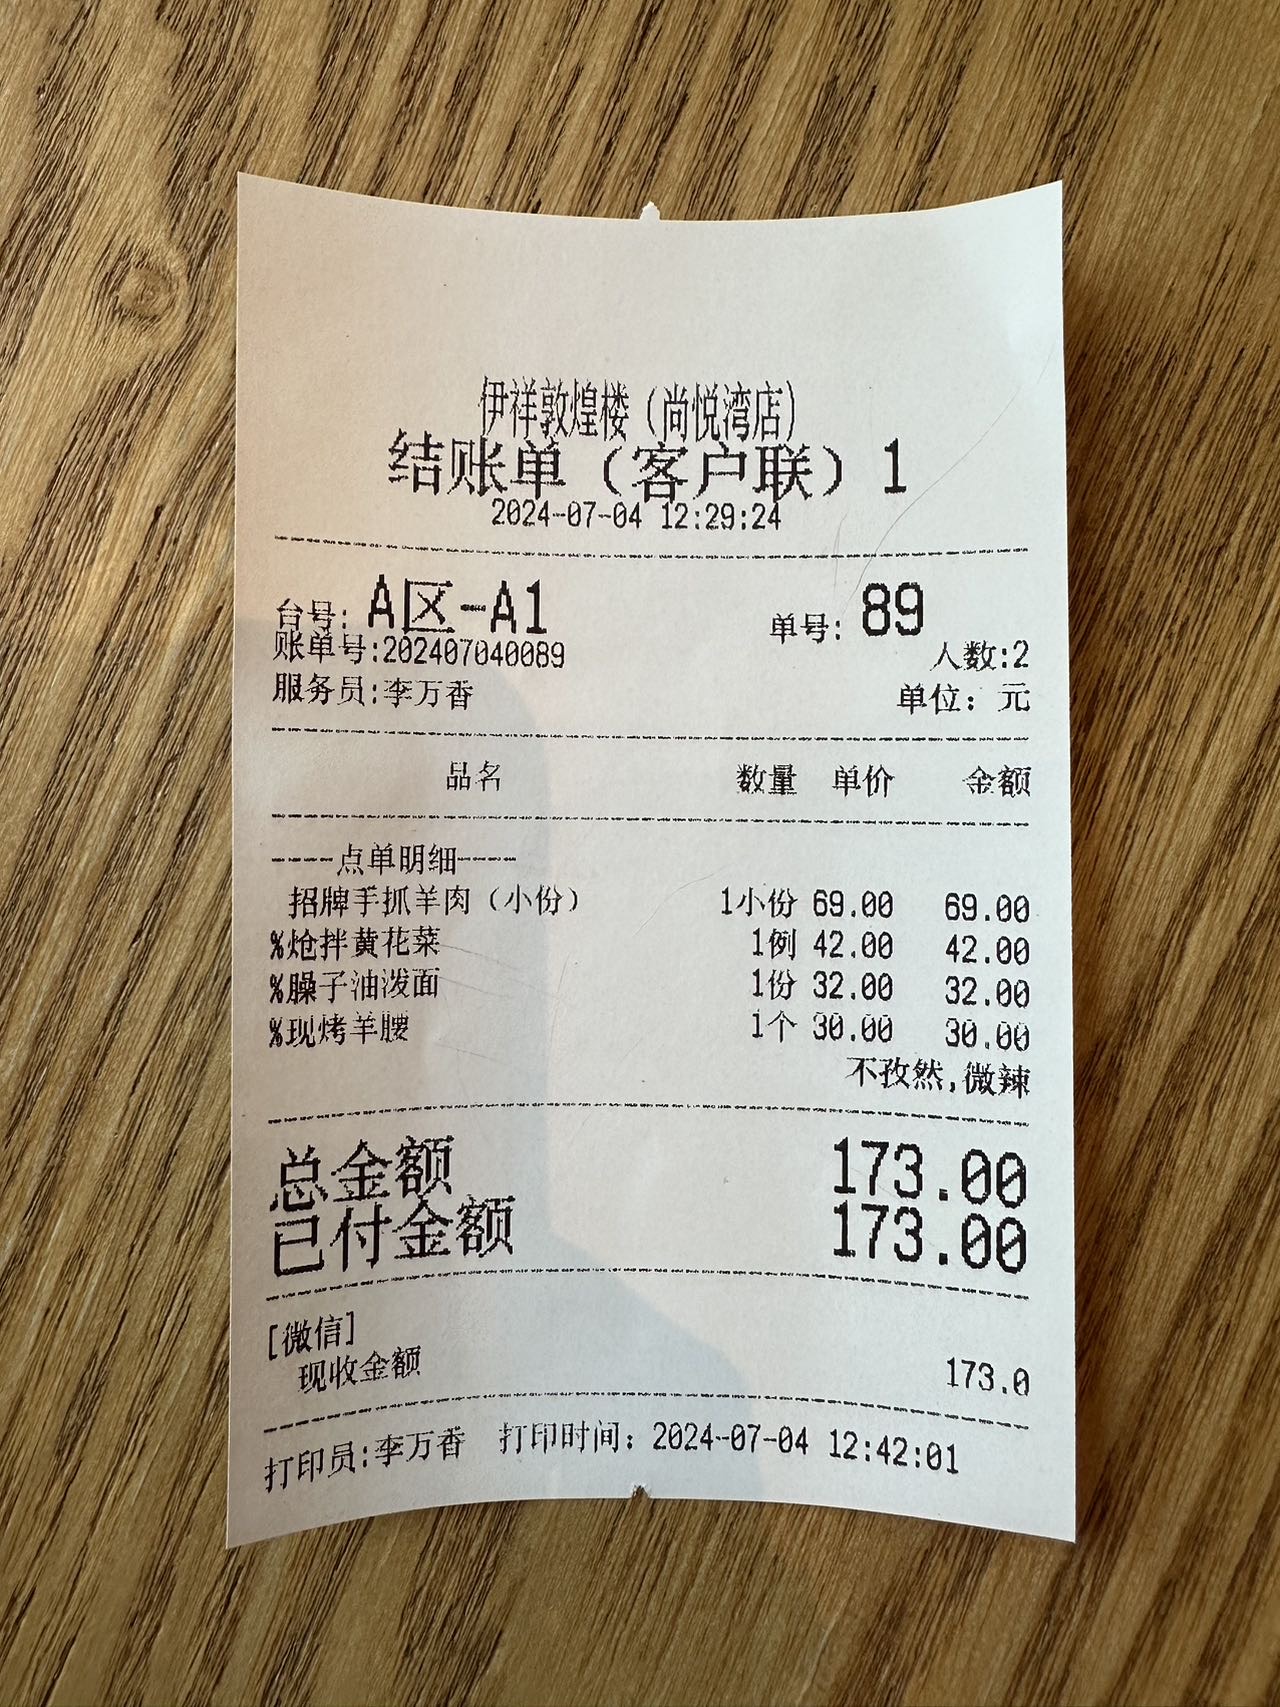 伊祥敦煌楼（尚悦湾店）
结账单（客户联）1
2024-07-04 12:29:24
台号: A区-A1 单号: 89
账单号:202407040089 人数:2
服务员:李万香 单位：元
品名 数量 单价 金额
----点单明细----
招牌手抓羊肉（小份） 1小份 69.00 69.00
%炝拌黄花菜 1例 42.00 42.00
%臊子油泼面 1份 32.00 32.00
%现烤羊腰 1个 30.00 30.00
不孜然,微辣
总金额 173.00
已付金额 173.00
[微信]
现收金额 173.0
打印员:李万香 打印时间：2024-07-04 12:42:01